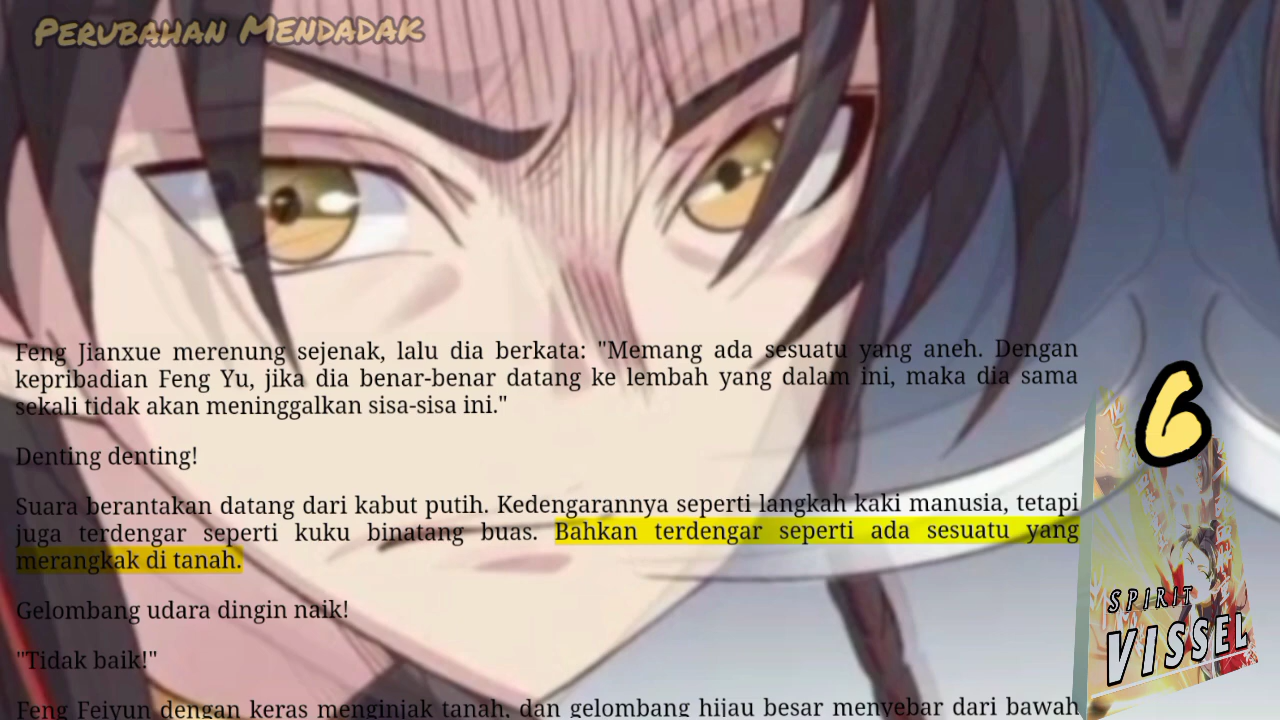 Perubahan Mendadak
Feng Jianxue merenung sejenak, lalu dia berkata: "Memang ada sesuatu yang aneh. Dengan
kepribadian Feng Yu, jika dia benar-benar datang ke lembah yang dalam ini, maka dia sama
sekali tidak akan meninggalkan sisa-sisa ini."
Denting denting!
Suara berantakan datang dari kabut putih. Kedengarannya seperti langkah kaki manusia, tetapi
juga terdengar seperti kuku binatang buas. Bahkan terdengar seperti ada sesuatu yang
merangkak di tanah.
Gelombang udara dingin naik!
"Tidak baik!"
Feng Feiyun dengan keras menginjak tanah, dan gelombang hijau besar menyebar dari bawah
6
SPIRIT
VISSEL